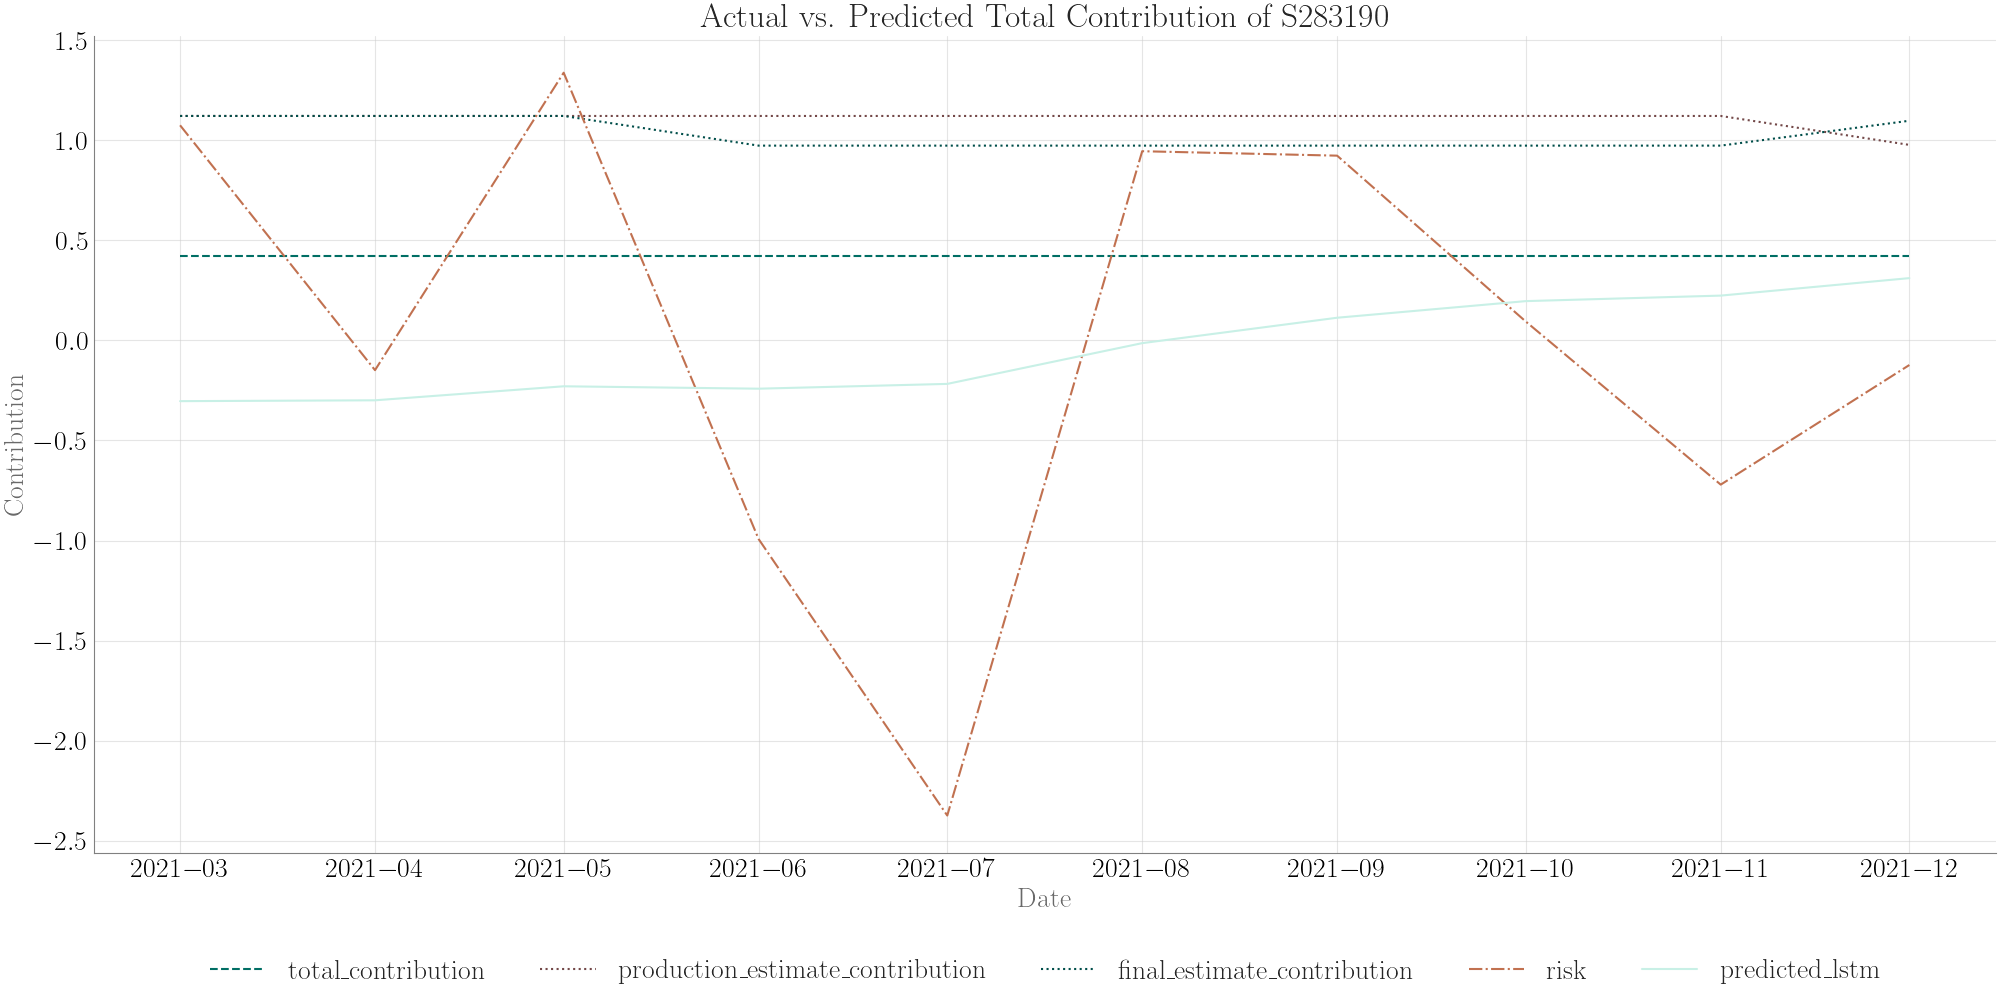 Actual vs. Predicted Total Contribution of S283190
1.5
1.0
0.5
0.0
−0.5
−1.0
−1.5
−2.0
−2.5
Contribution
2021−03 2021−04 2021−05 2021−06 2021−07 2021−08 2021−09 2021−10 2021−11 2021−12
Date
total_contribution production_estimate_contribution final_estimate_contribution risk predicted_lstm